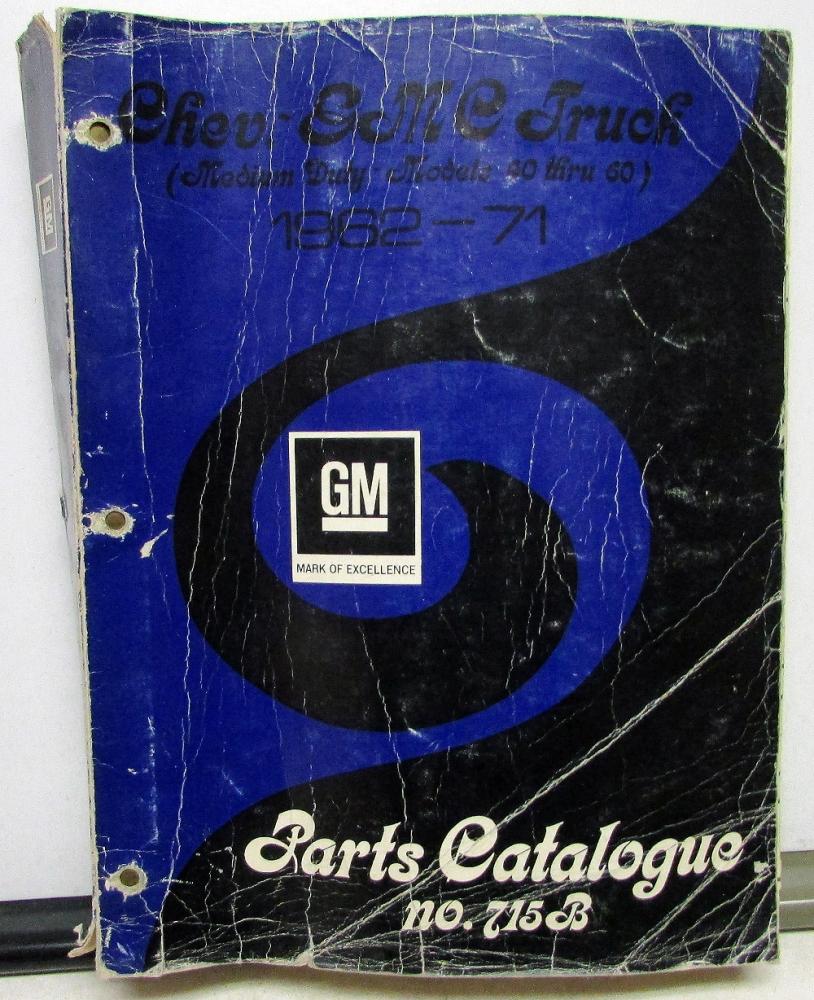 Chev.-GMC Truck
(Medium Duty-Models 40 thru 60)
1962-71
GM
MARK OF EXCELLENCE
Parts Catalogue
no. 715B
GM